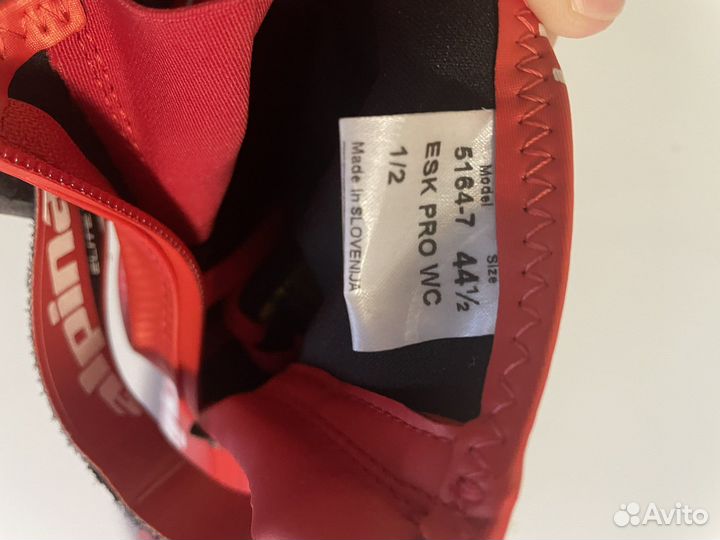 Model Size
5164-7 44½
ESK PRO WC
1/2
Made in SLOVENIJA
alpina
Avito